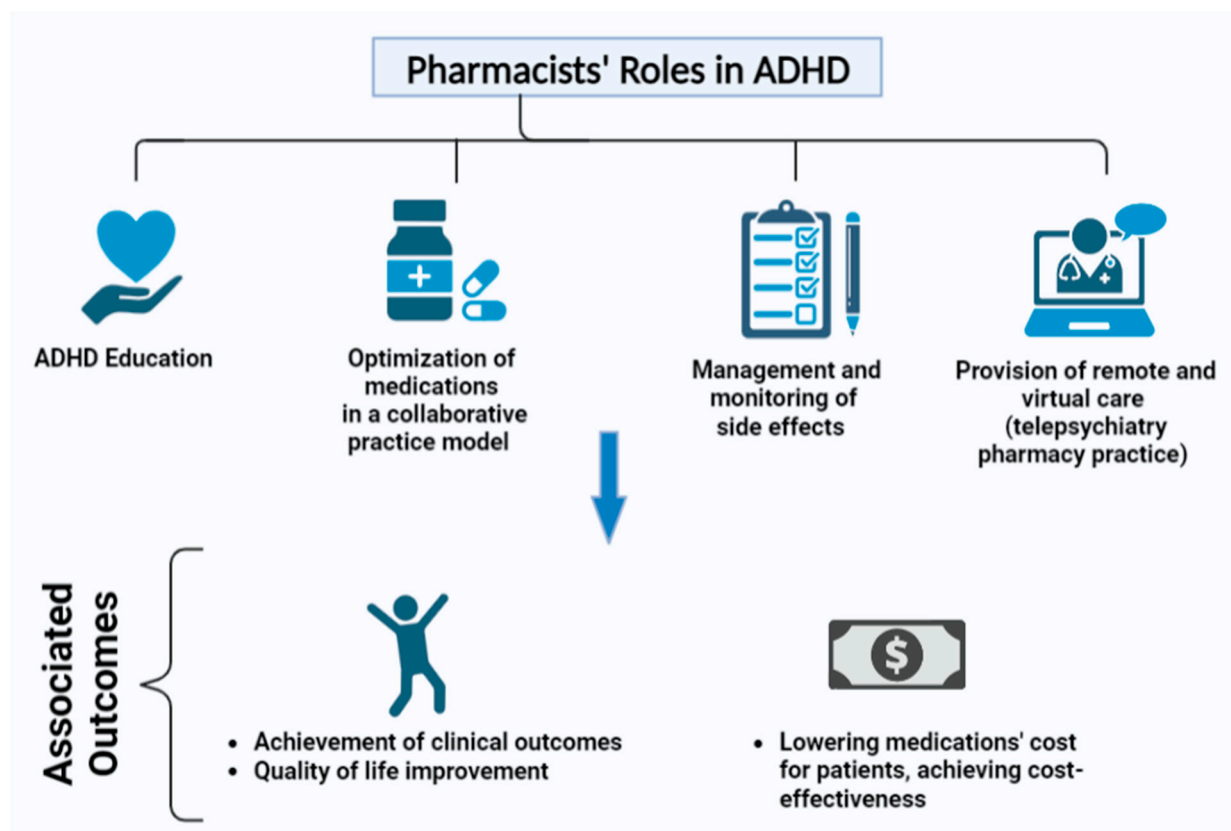 Pharmacists' Roles in ADHD
ADHD Education
Optimization of
medications
in a collaborative
practice model
Management and
monitoring of
side effects
Provision of remote and
virtual care
(telepsychiatry
pharmacy practice)
Associated
Outcomes
• Achievement of clinical outcomes
• Quality of life improvement
$
• Lowering medications' cost
for patients, achieving cost-
effectiveness